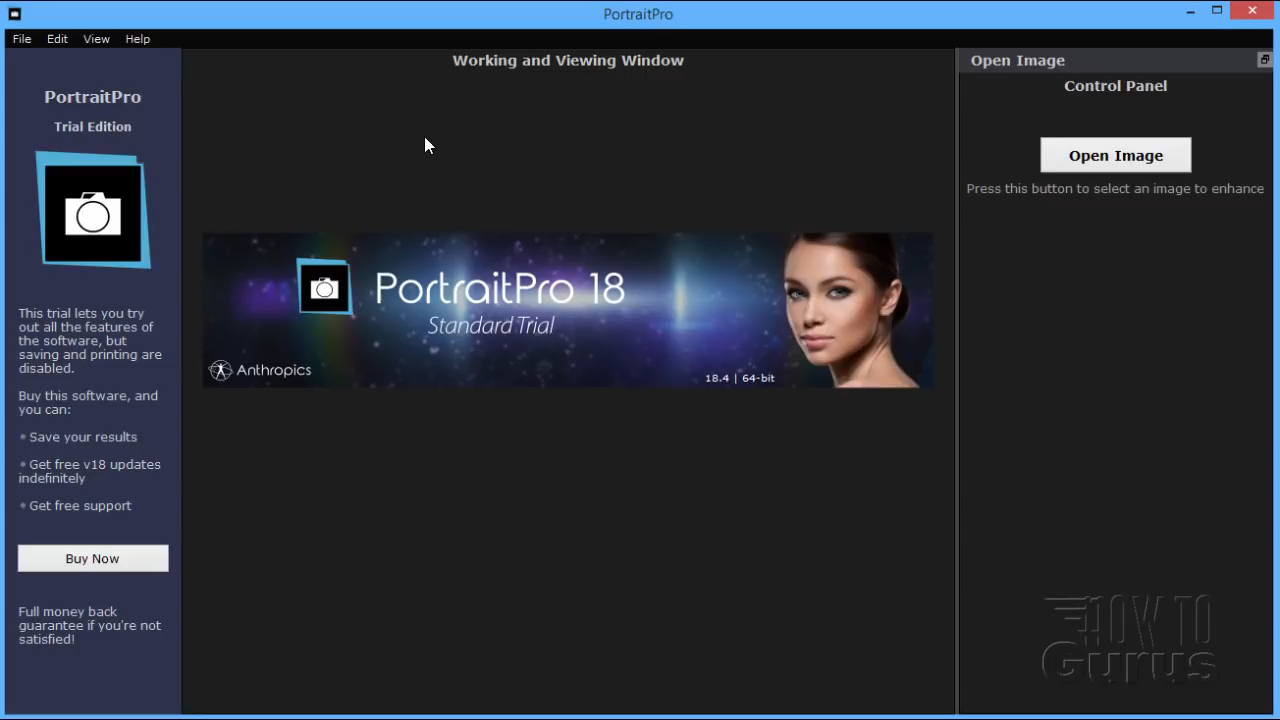 PortraitPro
File Edit View Help
PortraitPro
Trial Edition
This trial lets you try
out all the features of
the software, but
saving and printing are
disabled.
Buy this software, and
you can:
• Save your results
• Get free v18 updates
indefinitely
• Get free support
Buy Now
Full money back
guarantee if you're not
satisfied!
Working and Viewing Window
PortraitPro 18
Standard Trial
Anthropics
18.4 | 64-bit
Open Image
Control Panel
Open Image
Press this button to select an image to enhance
HOW TO
Gurus